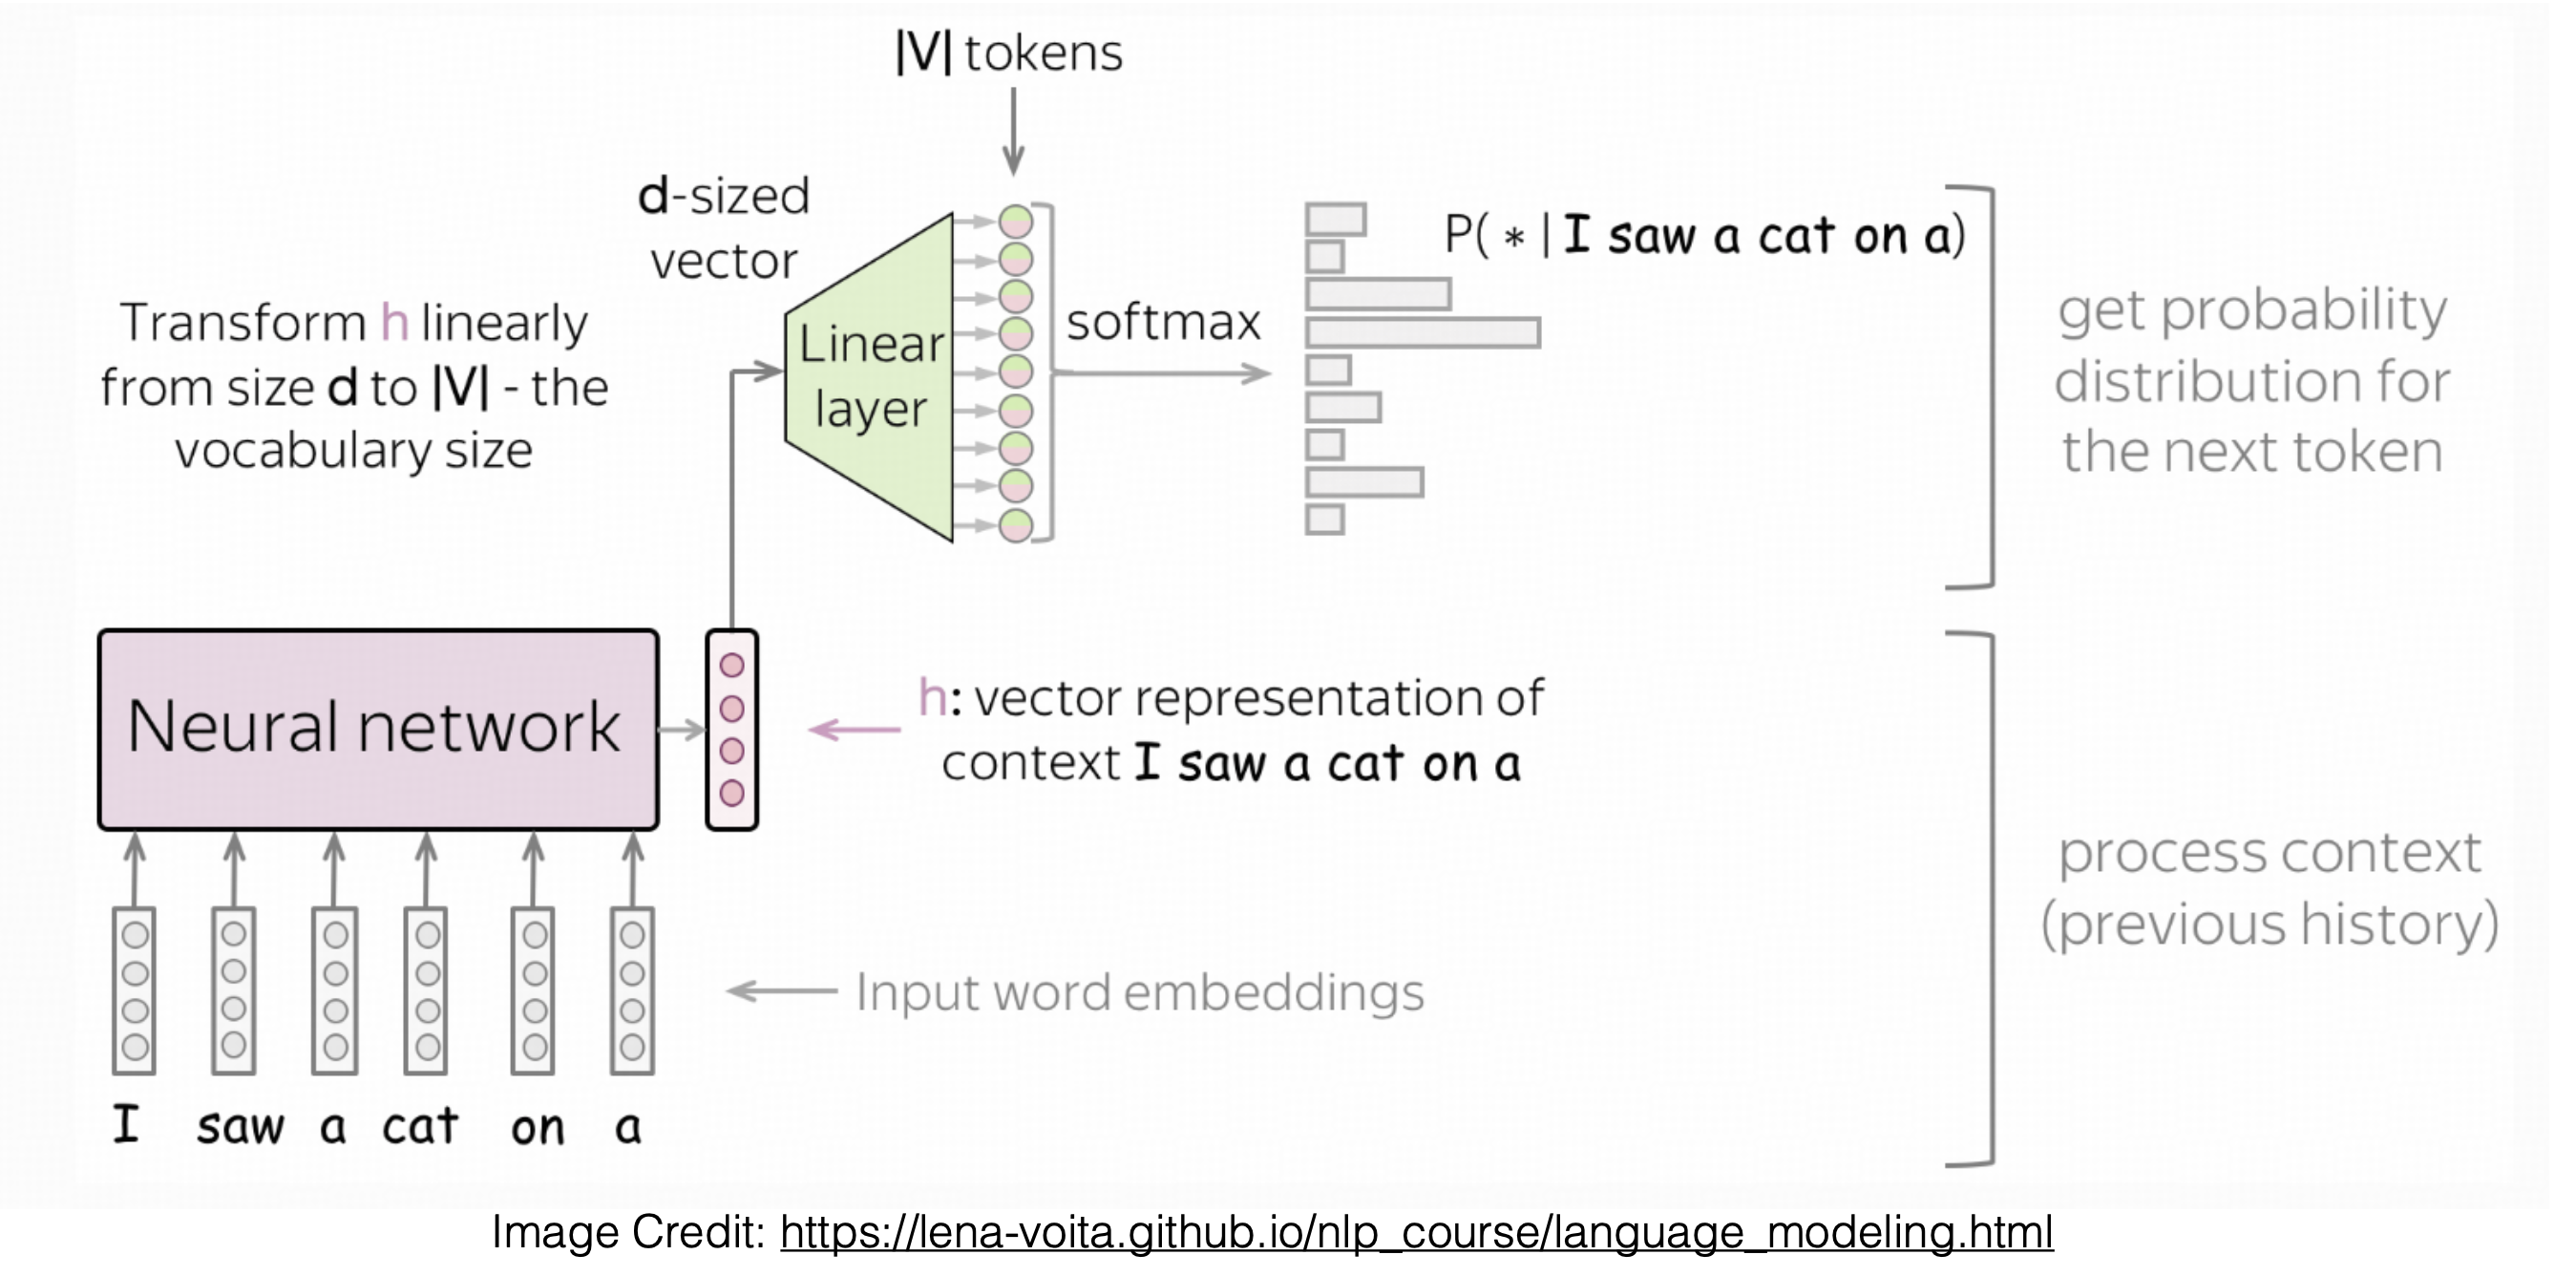 |V| tokens
d-sized
vector
Transform h linearly
from size d to |V| - the
vocabulary size
Linear
layer
softmax
P( * | I saw a cat on a)
get probability
distribution for
the next token
Neural network
h: vector representation of
context I saw a cat on a
process context
(previous history)
Input word embeddings
I saw a cat on a
Image Credit: https://lena-voita.github.io/nlp_course/language_modeling.html